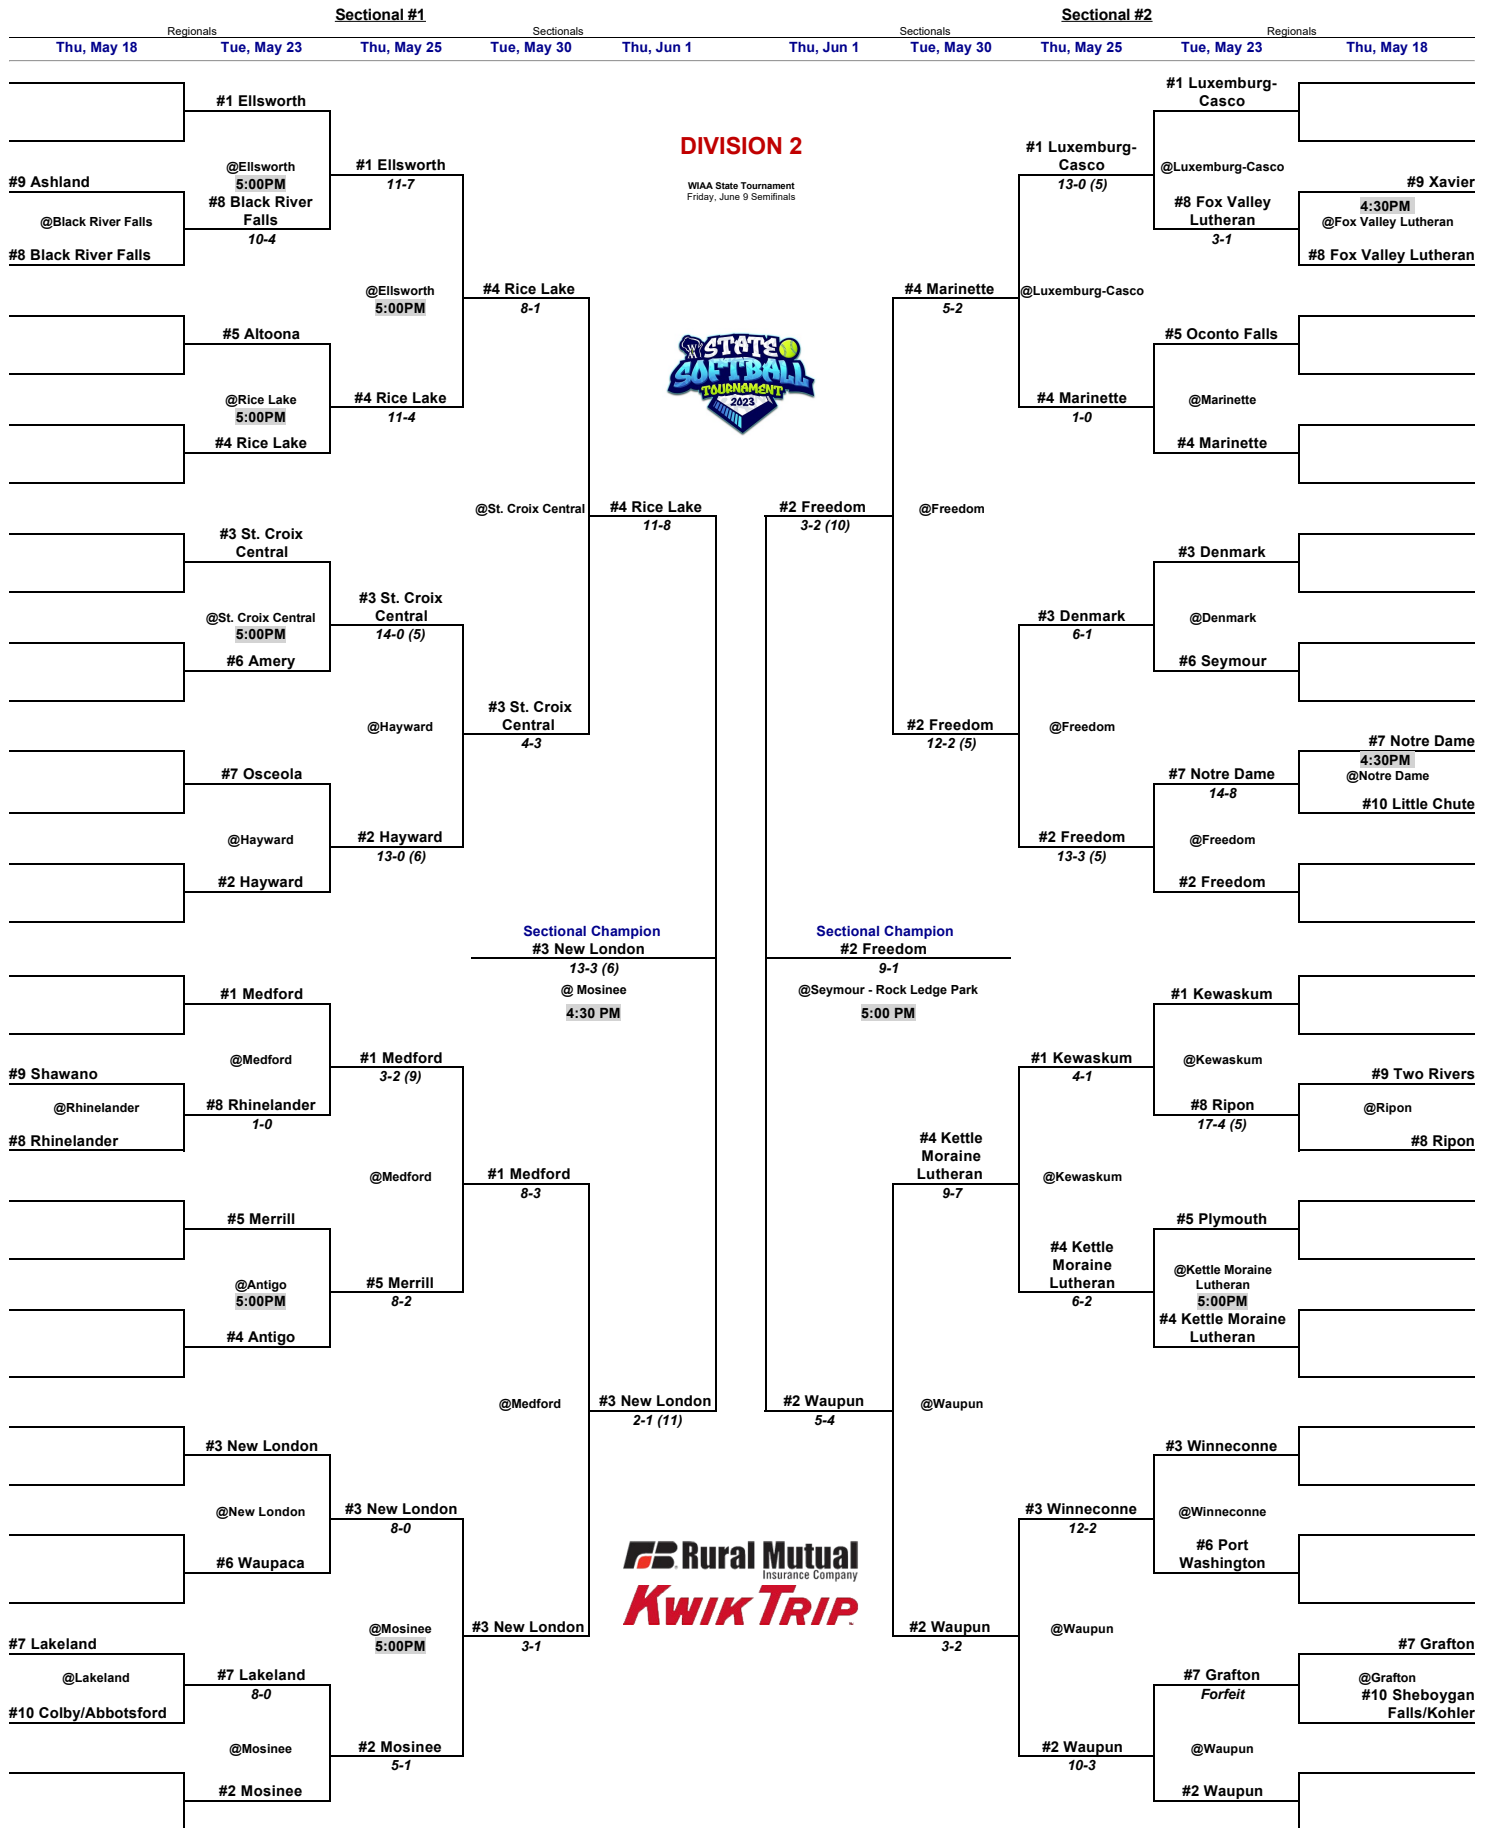 Sectional #1
Sectional #2
Regionals
Sectionals
Sectionals
Regionals
Thu, May 18
Tue, May 23
Thu, May 25
Tue, May 30
Thu, Jun 1
Thu, Jun 1
Tue, May 30
Thu, May 25
Tue, May 23
Thu, May 18
DIVISION 2
WIAA State Tournament
Friday, June 9 Semifinals
STATE
SOFTBALL
TOURNAMENT
2023
#9 Ashland
@Black River Falls
#8 Black River Falls
#1 Ellsworth
@Ellsworth
5:00PM
#8 Black River
Falls
10-4
#1 Ellsworth
11-7
@Ellsworth
5:00PM
#5 Altoona
@Rice Lake
5:00PM
#4 Rice Lake
#4 Rice Lake
11-4
#4 Rice Lake
8-1
@St. Croix Central
#4 Rice Lake
11-8
#3 St. Croix
Central
@St. Croix Central
5:00PM
#6 Amery
#3 St. Croix
Central
14-0 (5)
@Hayward
#3 St. Croix
Central
4-3
#7 Osceola
@Hayward
#2 Hayward
#2 Hayward
13-0 (6)
Sectional Champion
#3 New London
13-3 (6)
@ Mosinee
4:30 PM
#1 Medford
@Medford
#9 Shawano
@Rhinelander
#8 Rhinelander
#8 Rhinelander
1-0
#1 Medford
3-2 (9)
@Medford
#1 Medford
8-3
#5 Merrill
@Antigo
5:00PM
#4 Antigo
#5 Merrill
8-2
@Medford
#3 New London
2-1 (11)
#3 New London
@New London
#6 Waupaca
#3 New London
8-0
@Mosinee
5:00PM
#3 New London
3-1
#7 Lakeland
@Lakeland
#10 Colby/Abbotsford
#7 Lakeland
8-0
@Mosinee
#2 Mosinee
#2 Mosinee
5-1
#1 Luxemburg-
Casco
@Luxemburg-Casco
#9 Xavier
4:30PM
@Fox Valley Lutheran
#8 Fox Valley Lutheran
#8 Fox Valley
Lutheran
3-1
#1 Luxemburg-
Casco
13-0 (5)
@Luxemburg-Casco
#4 Marinette
5-2
#5 Oconto Falls
@Marinette
#4 Marinette
#4 Marinette
1-0
@Freedom
#2 Freedom
3-2 (10)
#3 Denmark
@Denmark
#6 Seymour
#3 Denmark
6-1
@Freedom
#2 Freedom
12-2 (5)
#7 Notre Dame
4:30PM
@Notre Dame
#10 Little Chute
#7 Notre Dame
14-8
@Freedom
#2 Freedom
#2 Freedom
13-3 (5)
Sectional Champion
#2 Freedom
9-1
@Seymour - Rock Ledge Park
5:00 PM
#1 Kewaskum
@Kewaskum
#9 Two Rivers
@Ripon
#8 Ripon
#8 Ripon
17-4 (5)
#1 Kewaskum
4-1
@Kewaskum
#4 Kettle
Moraine
Lutheran
9-7
#5 Plymouth
@Kettle Moraine
Lutheran
5:00PM
#4 Kettle Moraine
Lutheran
#4 Kettle
Moraine
Lutheran
6-2
@Waupun
#2 Waupun
5-4
#3 Winneconne
@Winneconne
#6 Port
Washington
#3 Winneconne
12-2
@Waupun
#2 Waupun
3-2
#7 Grafton
@Grafton
#10 Sheboygan
Falls/Kohler
#7 Grafton
Forfeit
@Waupun
#2 Waupun
#2 Waupun
10-3
Rural Mutual
Insurance Company
KWIK TRIP